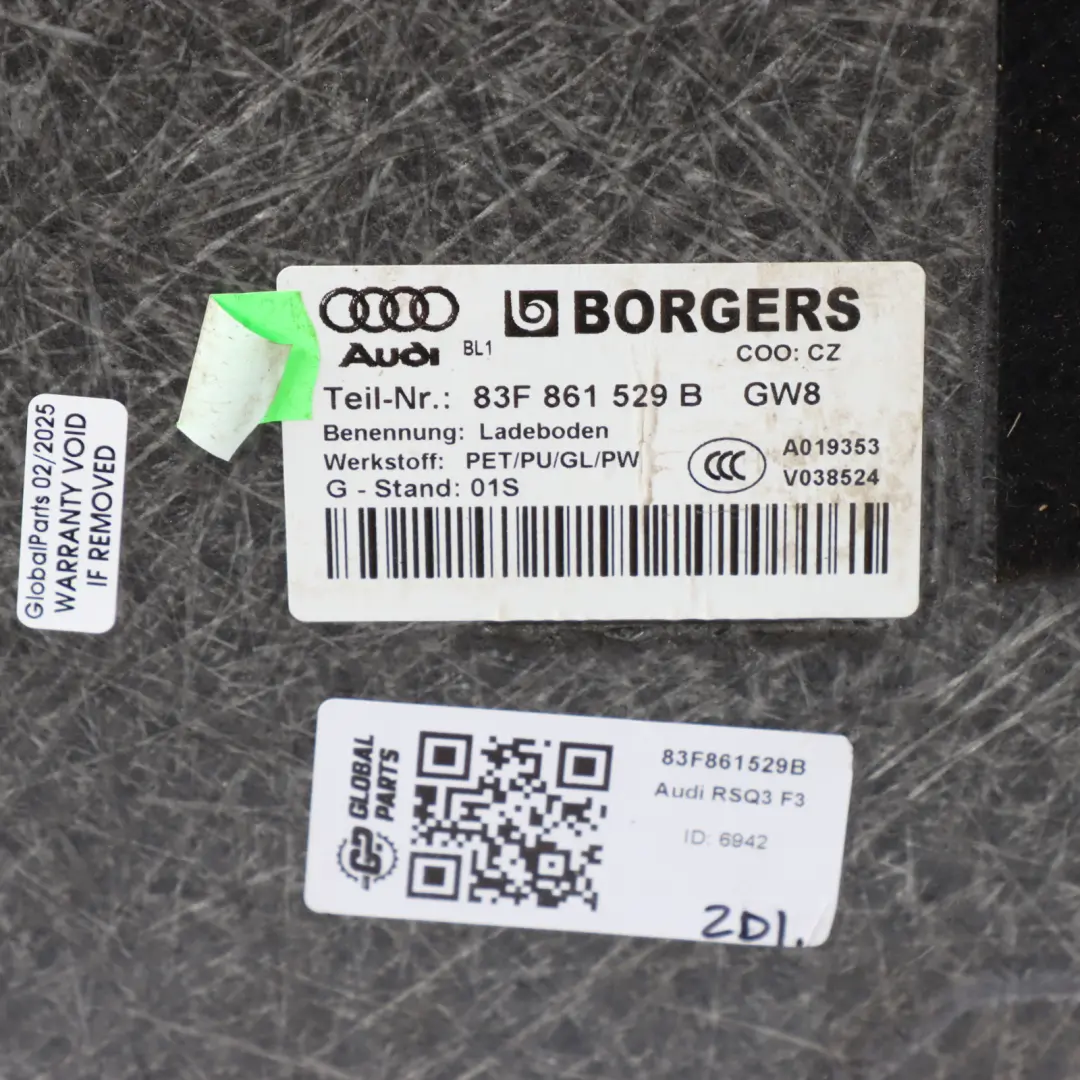 Audi
BL1
BORGERS
COO: CZ
Teil-Nr.: 83F 861 529 B GW8
Benennung: Ladeboden
Werkstoff: PET/PU/GL/PW
G - Stand: 01S
CCC
A019353
V038524
GlobalParts 02/2025
WARRANTY VOID
IF REMOVED
GP
GLOBAL
PARTS
83F861529B
Audi RSQ3 F3
ID: 6942
2D1.